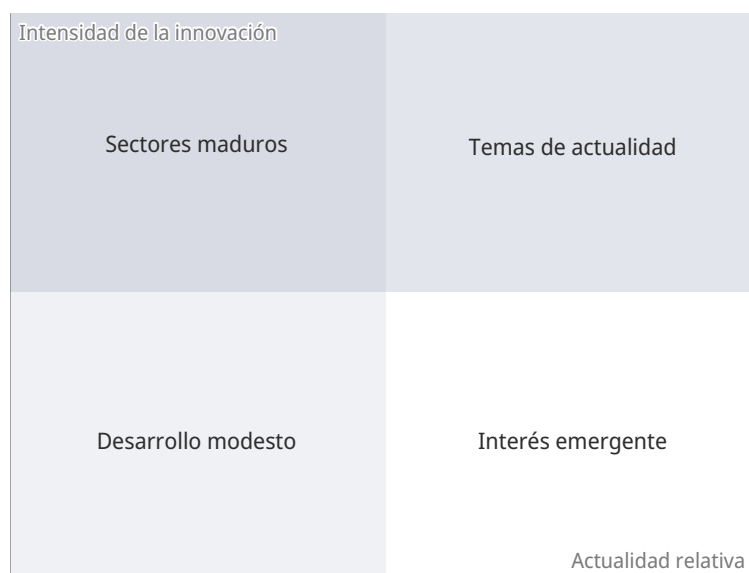 Intensidad de la innovación
Sectores maduros
Temas de actualidad
Desarrollo modesto
Interés emergente
Actualidad relativa